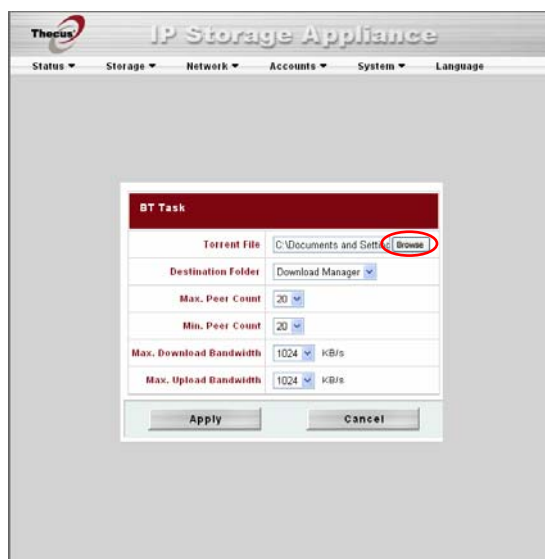 Thecus
IP Storage Appliance
Status Storage Network Accounts System Language
BT Task
Torrent File C:\Documents and Setting Browse
Destination Folder Download Manager
Max. Peer Count 20
Min. Peer Count 20
Max. Download Bandwidth 1024 KB/s
Max. Upload Bandwidth 1024 KB/s
Apply Cancel